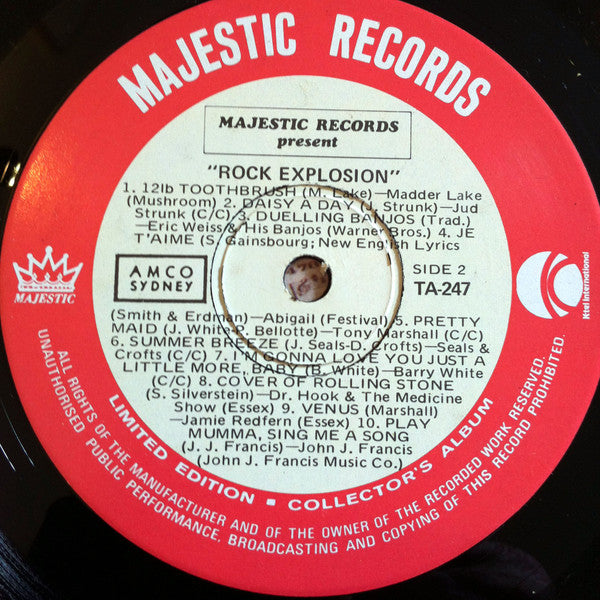 MAJESTIC RECORDS
MAJESTIC RECORDS
present
"ROCK EXPLOSION"
1. 12lb TOOTHBRUSH (M. Lake)—Madder Lake
(Mushroom) 2. DAISY A DAY (J. Strunk)—Jud
Strunk (C/C) 3. DUELLING BANJOS (Trad.)
—Eric Weiss & His Banjos (Warner Bros.) 4. JE
T'AIME (S. Gainsbourg; New English Lyrics
AMCO
SYDNEY
SIDE 2
TA-247
MAJESTIC
K-tel International
(Smith & Erdman)—Abigail (Festival) 5. PRETTY
MAID (J. White-P. Bellotte)—Tony Marshall (C/C)
6. SUMMER BREEZE (J. Seals-D. Crofts)—Seals &
Crofts (C/C) 7. I'M GONNA LOVE YOU JUST A
LITTLE MORE, BABY (B. White)—Barry White
(C/C) 8. COVER OF ROLLING STONE
(S. Silverstein)—Dr. Hook & The Medicine
Show (Essex) 9. VENUS (Marshall)
—Jamie Redfern (Essex) 10. PLAY
MUMMA, SING ME A SONG
(J. J. Francis)—John J. Francis
(John J. Francis Music Co.)
LIMITED EDITION ■ COLLECTOR'S ALBUM
ALL RIGHTS OF THE MANUFACTURER AND OF THE OWNER OF THE RECORDED WORK RESERVED.
UNAUTHORISED PUBLIC PERFORMANCE, BROADCASTING AND COPYING OF THIS RECORD PROHIBITED.